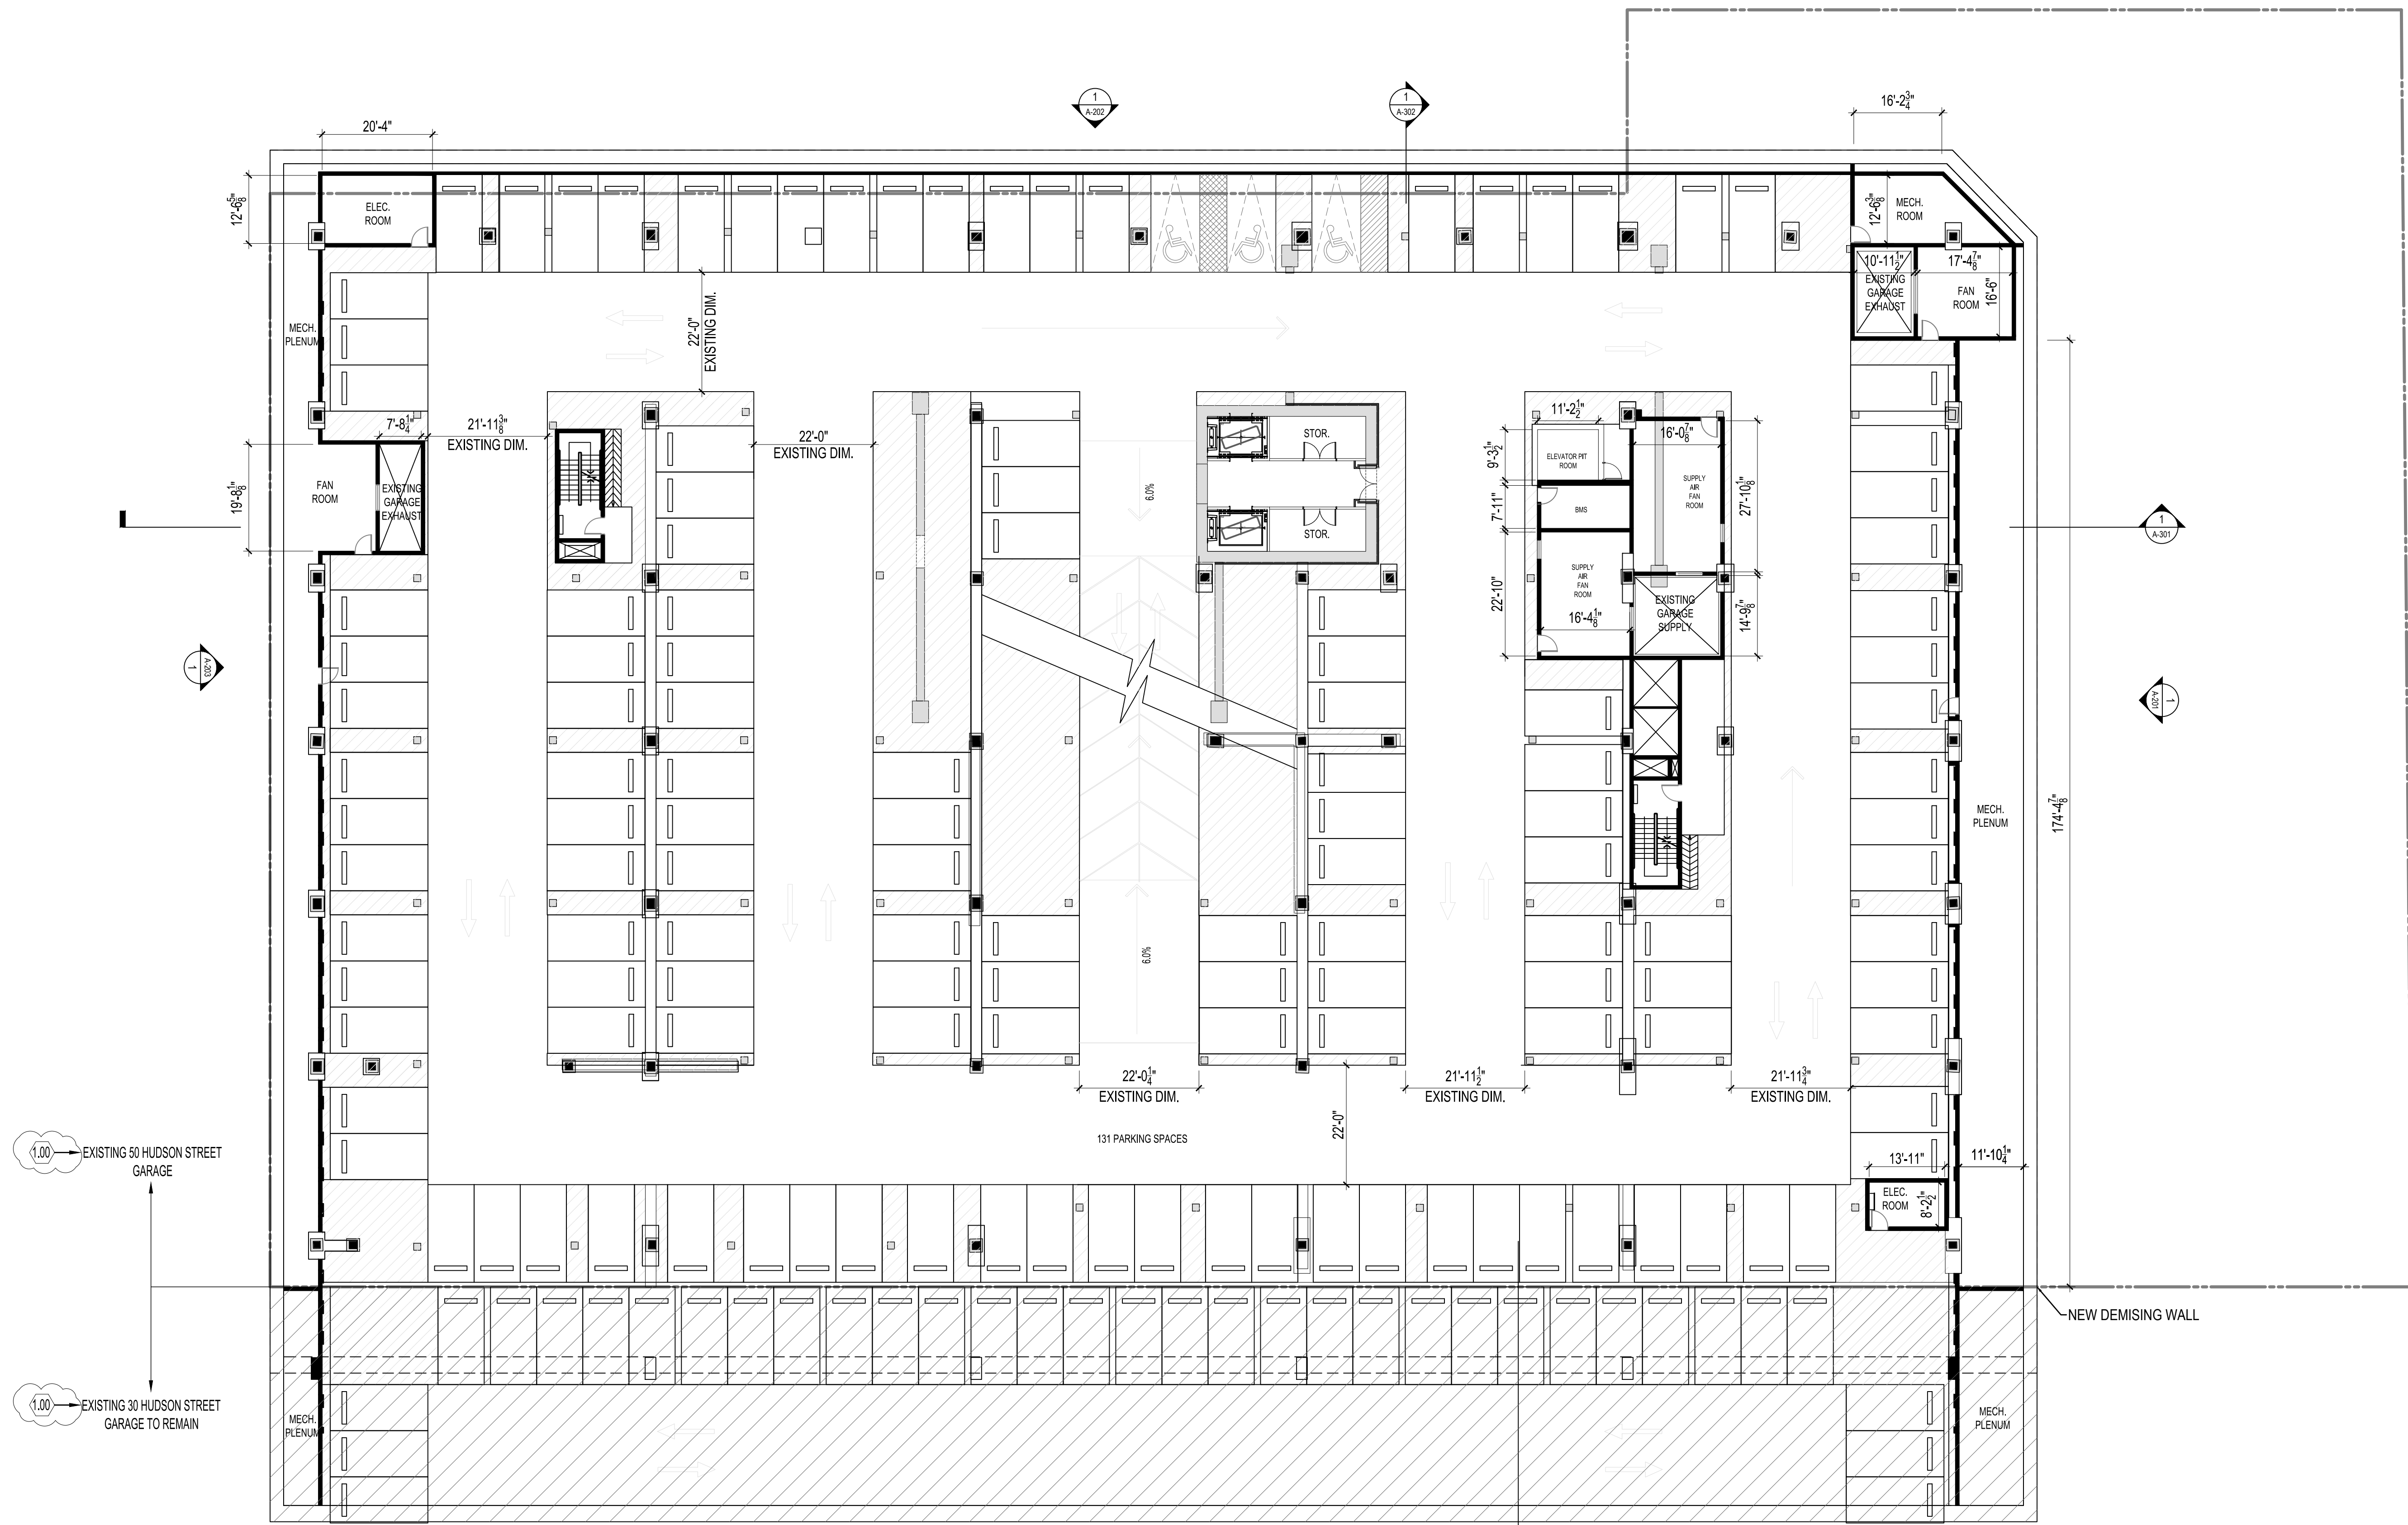 1
A-202
1
A-302
16'-2 3/4"
20'-4"
12'-6 5/8"
ELEC.
ROOM
12'-6 3/8"
MECH.
ROOM
10'-11 1/2"
17'-4 7/8"
EXISTING
GARAGE
EXHAUST
FAN
ROOM
16'-6"
MECH.
PLENUM
22'-0"
EXISTING DIM.
7'-8 1/4"
21'-11 3/8"
EXISTING DIM.
22'-0"
EXISTING DIM.
19'-8 1/8"
FAN
ROOM
EXISTING
GARAGE
EXHAUST
6.0%
STOR.
STOR.
11'-2 1/2"
16'-0 7/8"
9'-3 1/2"
ELEVATOR PIT
ROOM
7'-11"
BMS
SUPPLY
AIR
FAN
ROOM
27'-10 1/8"
22'-10"
SUPPLY
AIR
FAN
ROOM
16'-4 1/8"
EXISTING
GARAGE
SUPPLY
14'-9 7/8"
1
A-301
1
A-203
1
A-201
MECH.
PLENUM
174'-4 7/8"
6.0%
22'-0 1/4"
EXISTING DIM.
21'-11 1/2"
EXISTING DIM.
21'-11 3/4"
EXISTING DIM.
22'-0"
131 PARKING SPACES
1.00
EXISTING 50 HUDSON STREET
GARAGE
13'-11"
11'-10 1/4"
ELEC.
ROOM
8'-2 1/2"
NEW DEMISING WALL
1.00
EXISTING 30 HUDSON STREET
GARAGE TO REMAIN
MECH.
PLENUM
MECH.
PLENUM